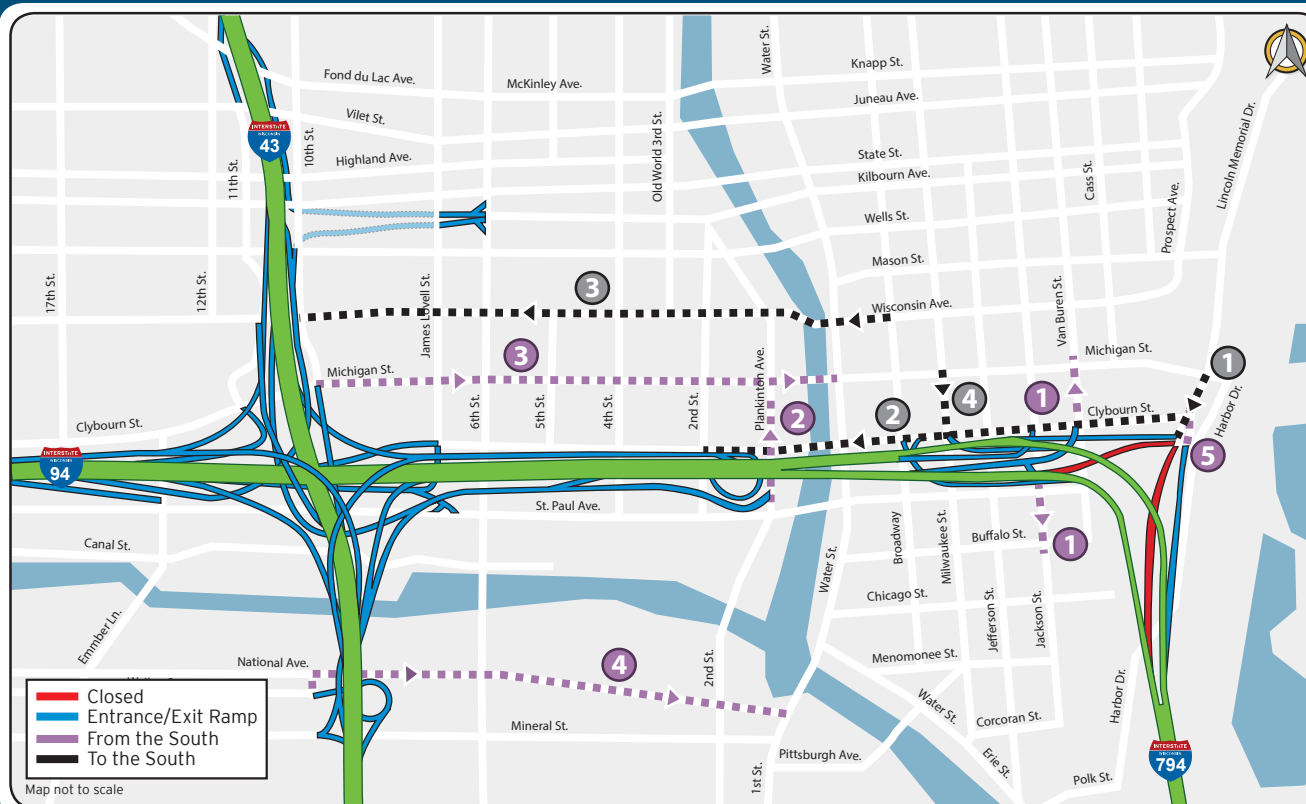 Water St.
Knapp St.
Fond du Lac Ave.
McKinley Ave.
Juneau Ave.
Vilet St.
INTERSTATE
WISCONSIN
43
10th St.
Highland Ave.
Old World 3rd St.
State St.
Kilbourn Ave.
Cass St.
Lincoln Memorial Dr.
11th St.
Wells St.
Prospect Ave.
Mason St.
17th St.
12th St.
James Lovell St.
3
Wisconsin Ave.
Van Buren St.
Michigan St.
3
Michigan St.
1
Plankinton Ave.
6th St.
5th St.
4th St.
2nd St.
2
2
4
1
Clybourn St.
Harbor Dr.
5
Clybourn St.
INTERSTATE
WISCONSIN
94
St. Paul Ave.
Canal St.
Broadway
Milwaukee St.
Buffalo St.
1
Water St.
Emmber Ln.
Chicago St.
Jefferson St.
Jackson St.
National Ave.
4
2nd St.
Menomonee St.
Water St.
Corcoran St.
Harbor Dr.
Mineral St.
Pittsburgh Ave.
1st St.
Erie St.
Polk St.
INTERSTATE
WISCONSIN
794
Closed
Entrance/Exit Ramp
From the South
To the South
Map not to scale